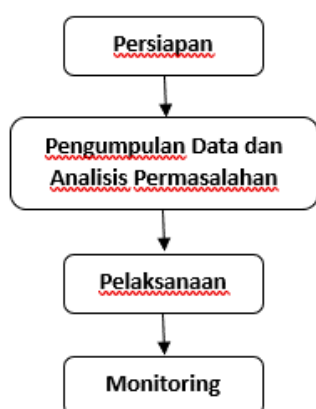 Persiapan
Pengumpulan Data dan
Analisis Permasalahan
Pelaksanaan
Monitoring